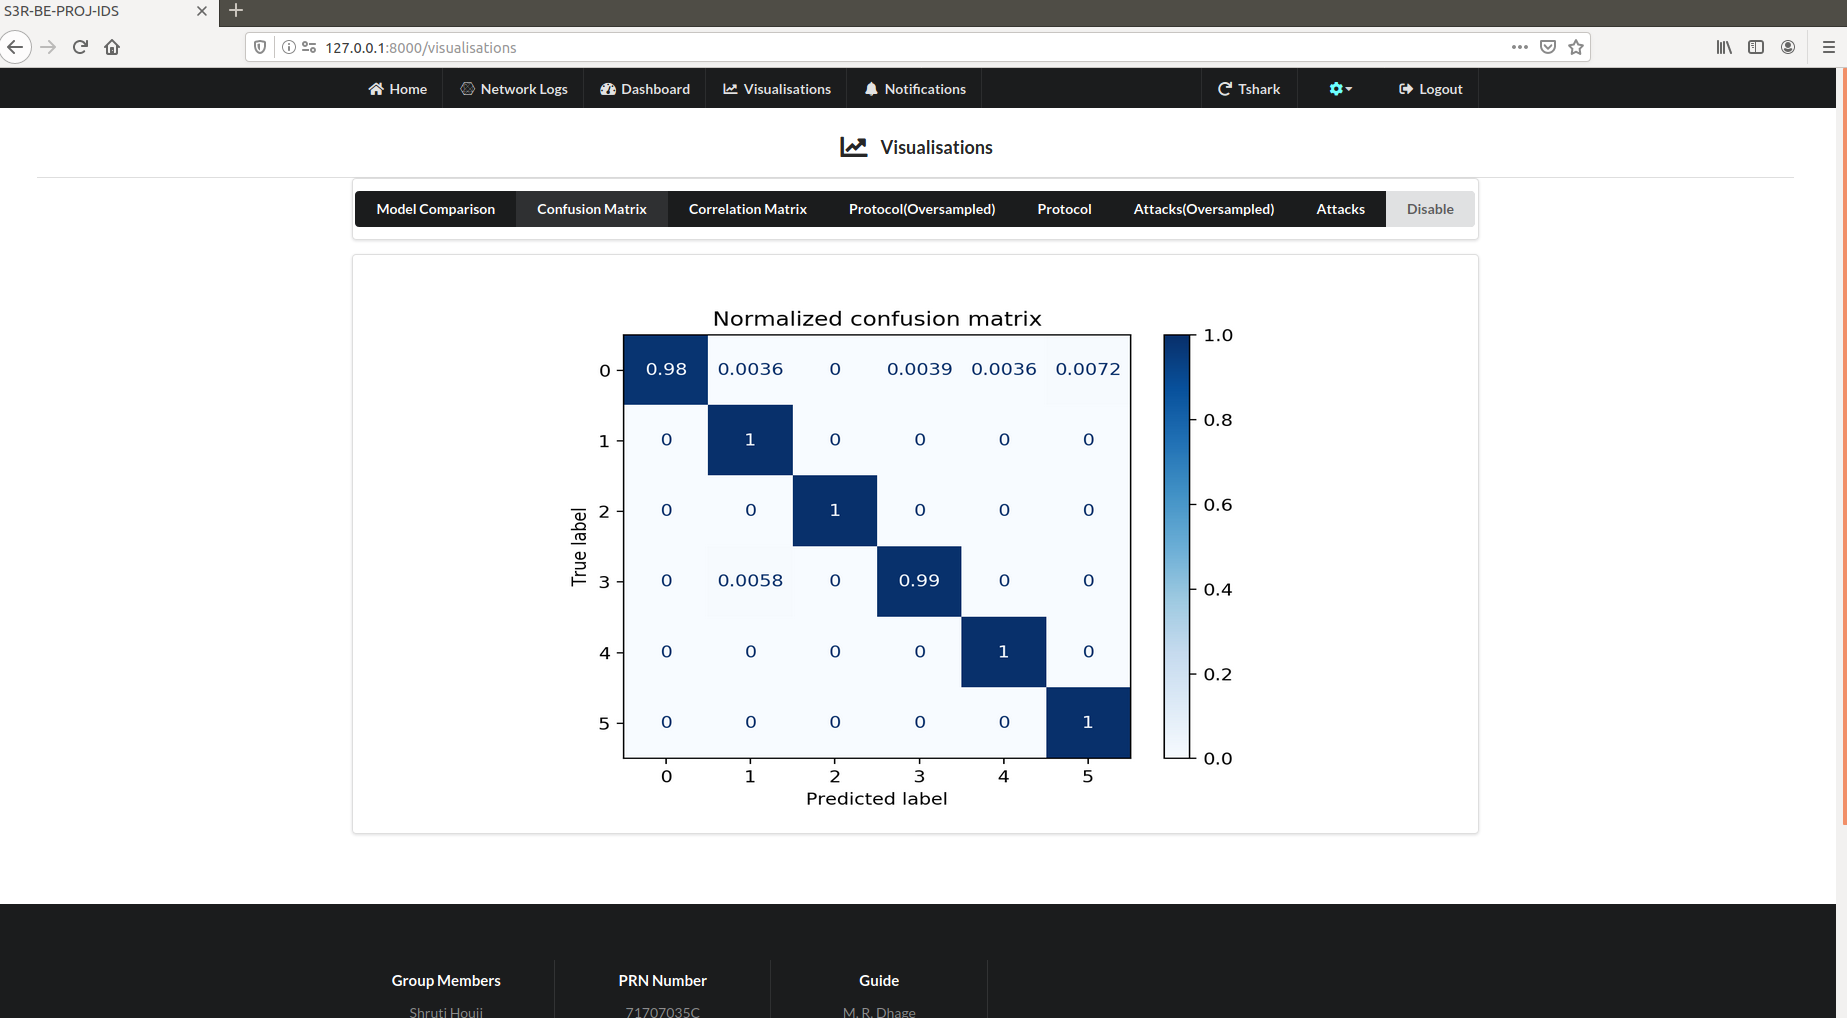 S3R-BE-PROJ-IDS
127.0.0.1:8000/visualisations
Home Network Logs Dashboard Visualisations Notifications Tshark Logout
Visualisations
Model Comparison Confusion Matrix Correlation Matrix Protocol(Oversampled) Protocol Attacks(Oversampled) Attacks Disable
Normalized confusion matrix
0 0.98 0.0036 0 0.0039 0.0036 0.0072
1 0 1 0 0 0 0
2 0 0 1 0 0 0
3 0 0.0058 0 0.99 0 0
4 0 0 0 0 1 0
5 0 0 0 0 0 1
0 1 2 3 4 5
True label
Predicted label
1.0
0.8
0.6
0.4
0.2
0.0
Group Members PRN Number Guide
Shruti Houji 71707035C M. R. Dhage